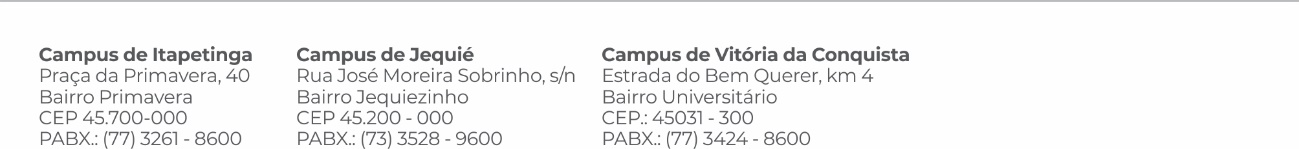 Campus de Itapetinga
Praça da Primavera, 40
Bairro Primavera
CEP 45.700-000
PABX.: (77) 3261 - 8600
Campus de Jequié
Rua José Moreira Sobrinho, s/n
Bairro Jequiezinho
CEP 45.200 - 000
PABX.: (73) 3528 - 9600
Campus de Vitória da Conquista
Estrada do Bem Querer, km 4
Bairro Universitário
CEP.: 45031 - 300
PABX.: (77) 3424 - 8600